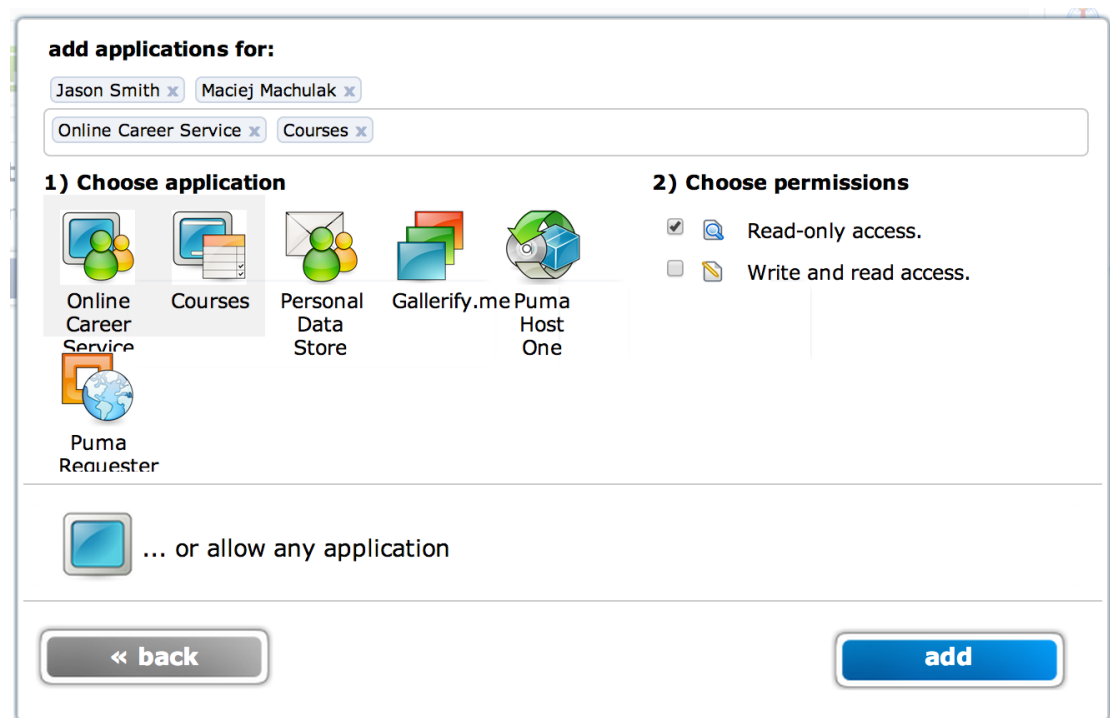 add applications for:
Jason Smith x Maciej Machulak x
Online Career Service x Courses x
1) Choose application
Online
Career
Service
Courses
Personal
Data
Store
Gallerify.me
Puma
Host
One
Puma
Requester
2) Choose permissions
Read-only access.
Write and read access.
... or allow any application
« back
add